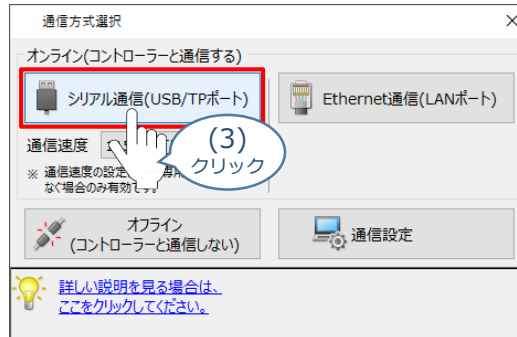 通信方式選択
オンライン(コントローラーと通信する)
シリアル通信(USB/TPポート)
Ethernet通信(LANポート)
通信速度
(3)
クリック
※ 通信速度の設定
なぐ場合のみ有効です。
オフライン
(コントローラーと通信しない)
通信設定
詳しい説明を見る場合は、
ここをクリックしてください。